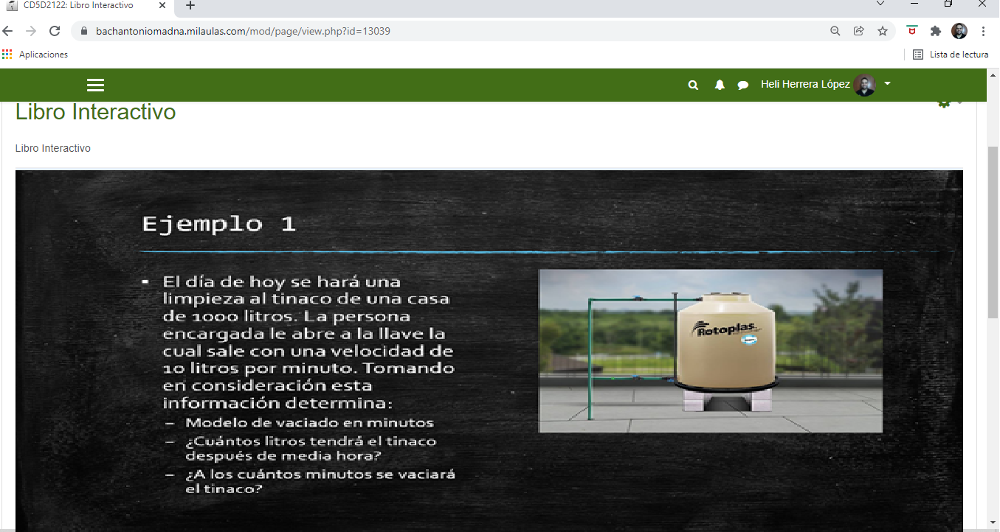 CD5D2122: Libro Interactivo
bachantoniomadna.milaulas.com/mod/page/view.php?id=13039
Aplicaciones
Lista de lectura
Heli Herrera López
Libro Interactivo
Libro Interactivo
Ejemplo 1
El día de hoy se hará una
limpieza al tinaco de una casa
de 1000 litros. La persona
encargada le abre a la llave la
cual sale con una velocidad de
10 litros por minuto. Tomando
en consideración esta
información determina:
– Modelo de vaciado en minutos
– ¿Cuántos litros tendrá el tinaco
después de media hora?
– ¿A los cuántos minutos se vaciará
el tinaco?
Rotoplas